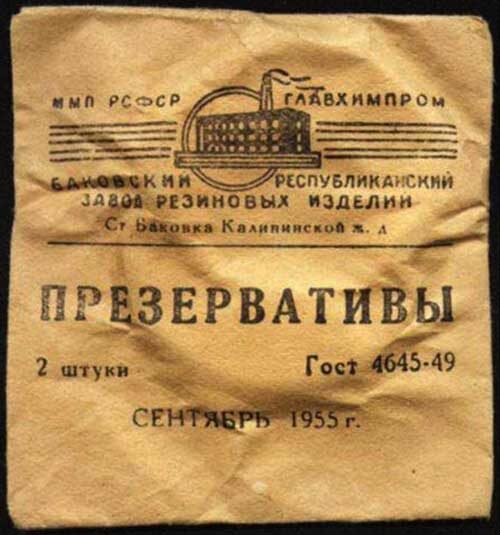 ММП РСФСР ГЛАВХИМПРОМ
БАКОВСКИЙ РЕСПУБЛИКАНСКИЙ
ЗАВОД РЕЗИНОВЫХ ИЗДЕЛИЙ
Ст Баковка Калининской ж. д
ПРЕЗЕРВАТИВЫ
2 штуки Гост 4645-49
СЕНТЯБРЬ 1955 г.